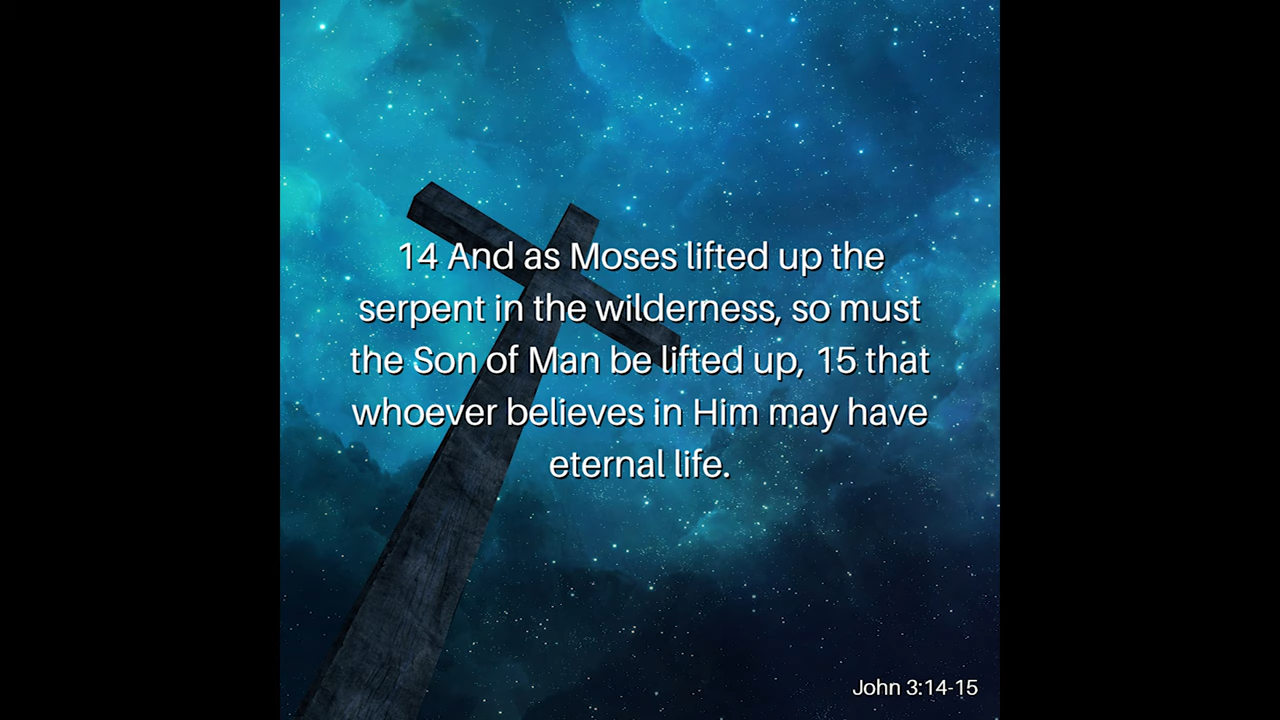 14 And as Moses lifted up the
serpent in the wilderness, so must
the Son of Man be lifted up, 15 that
whoever believes in Him may have
eternal life.
John 3:14-15